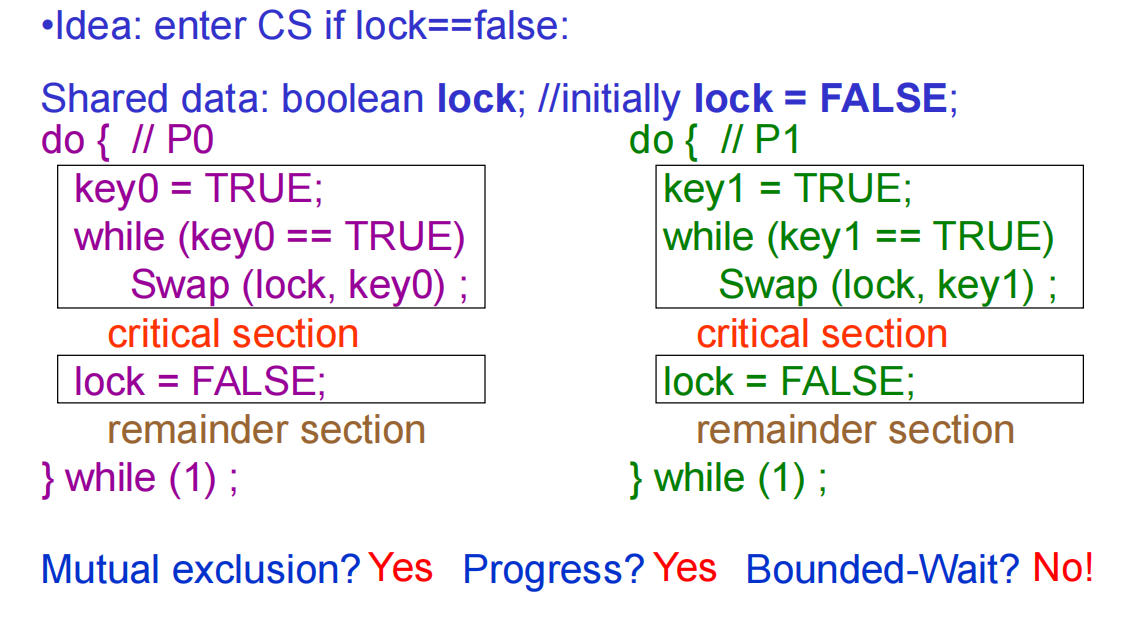 •Idea: enter CS if lock==false:
Shared data: boolean lock; //initially lock = FALSE;
do { // P0
key0 = TRUE;
while (key0 == TRUE)
Swap (lock, key0) ;
critical section
lock = FALSE;
remainder section
} while (1) ;
do { // P1
key1 = TRUE;
while (key1 == TRUE)
Swap (lock, key1) ;
critical section
lock = FALSE;
remainder section
} while (1) ;
Mutual exclusion? Yes Progress? Yes Bounded-Wait? No!